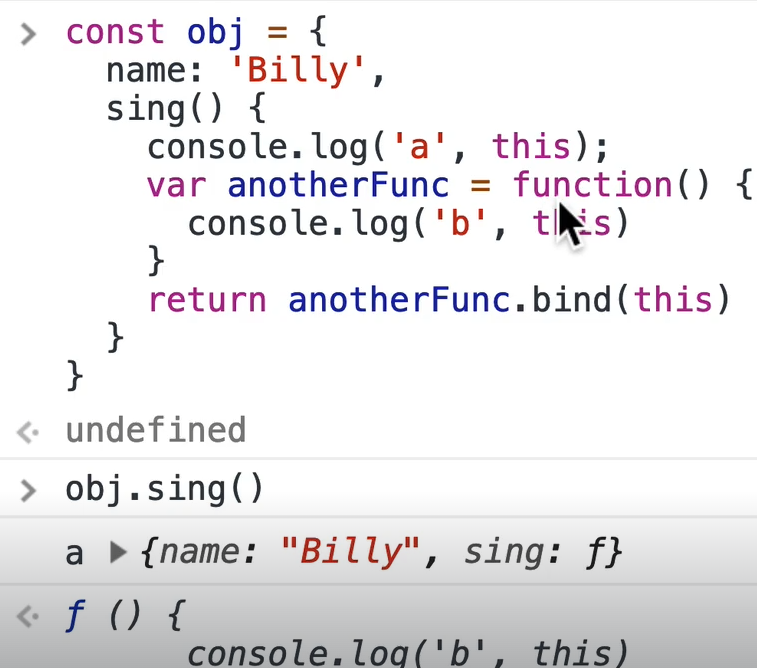 const obj = {
name: 'Billy',
sing() {
console.log('a', this);
var anotherFunc = function() {
console.log('b', this)
}
return anotherFunc.bind(this)
}
}
undefined
obj.sing()
a ▶ {name: "Billy", sing: ƒ}
ƒ () {
console.log('b', this)